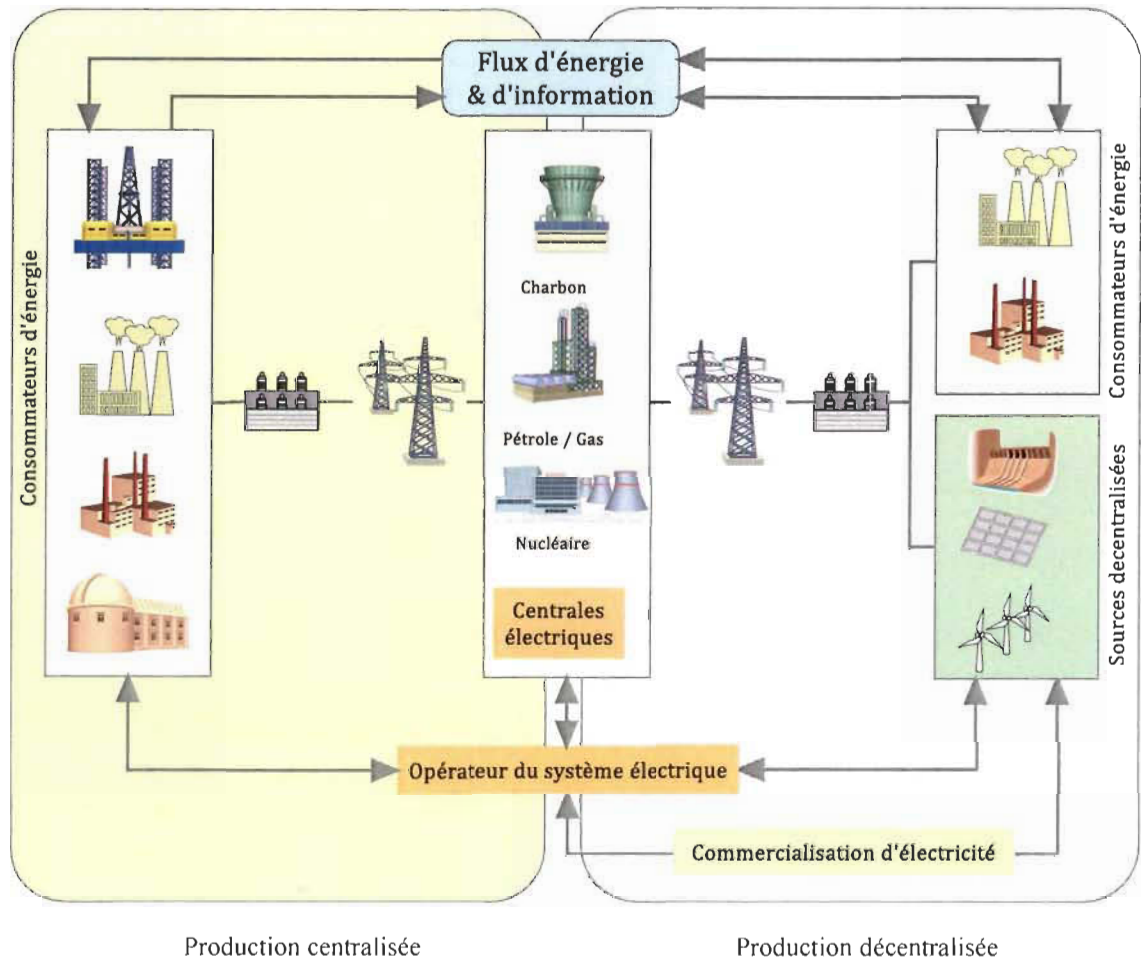 Flux d'énergie
& d'information
Consommateurs d'énergie
Charbon
Pétrole / Gas
Nucléaire
Centrales
électriques
Consommateurs d'énergie
Sources decentralisées
Opérateur du système électrique
Commercialisation d'électricité
Production centralisée
Production décentralisée